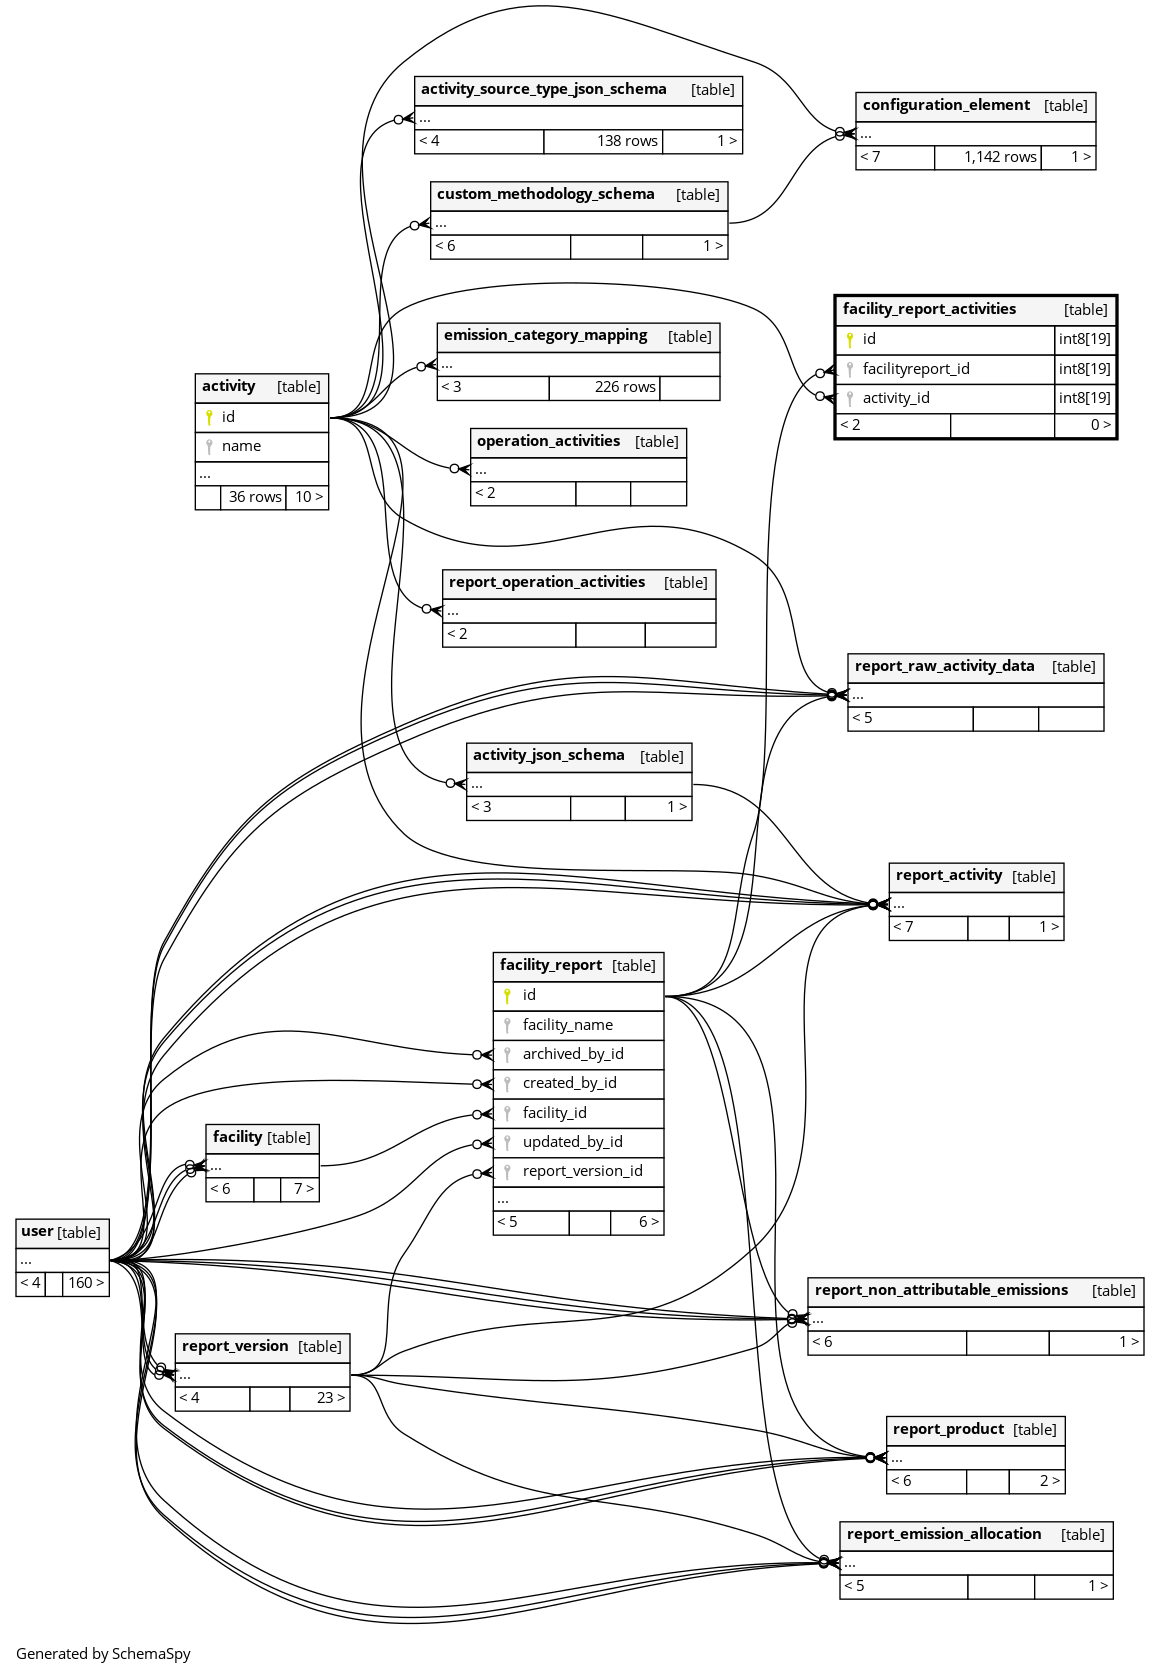 activity_source_type_json_schema [table]
...
< 4 138 rows 1 >
configuration_element [table]
...
< 7 1,142 rows 1 >
custom_methodology_schema [table]
...
< 6 1 >
facility_report_activities [table]
id int8[19]
facilityreport_id int8[19]
activity_id int8[19]
< 2 0 >
emission_category_mapping [table]
...
< 3 226 rows
activity [table]
id
name
...
36 rows 10 >
operation_activities [table]
...
< 2
report_operation_activities [table]
...
< 2
report_raw_activity_data [table]
...
< 5
activity_json_schema [table]
...
< 3 1 >
report_activity [table]
...
< 7 1 >
facility_report [table]
id
facility_name
archived_by_id
created_by_id
facility_id
updated_by_id
report_version_id
...
< 5 6 >
facility [table]
...
< 6 7 >
user [table]
...
< 4 160 >
report_non_attributable_emissions [table]
...
< 6 1 >
report_version [table]
...
< 4 23 >
report_product [table]
...
< 6 2 >
report_emission_allocation [table]
...
< 5 1 >
Generated by SchemaSpy